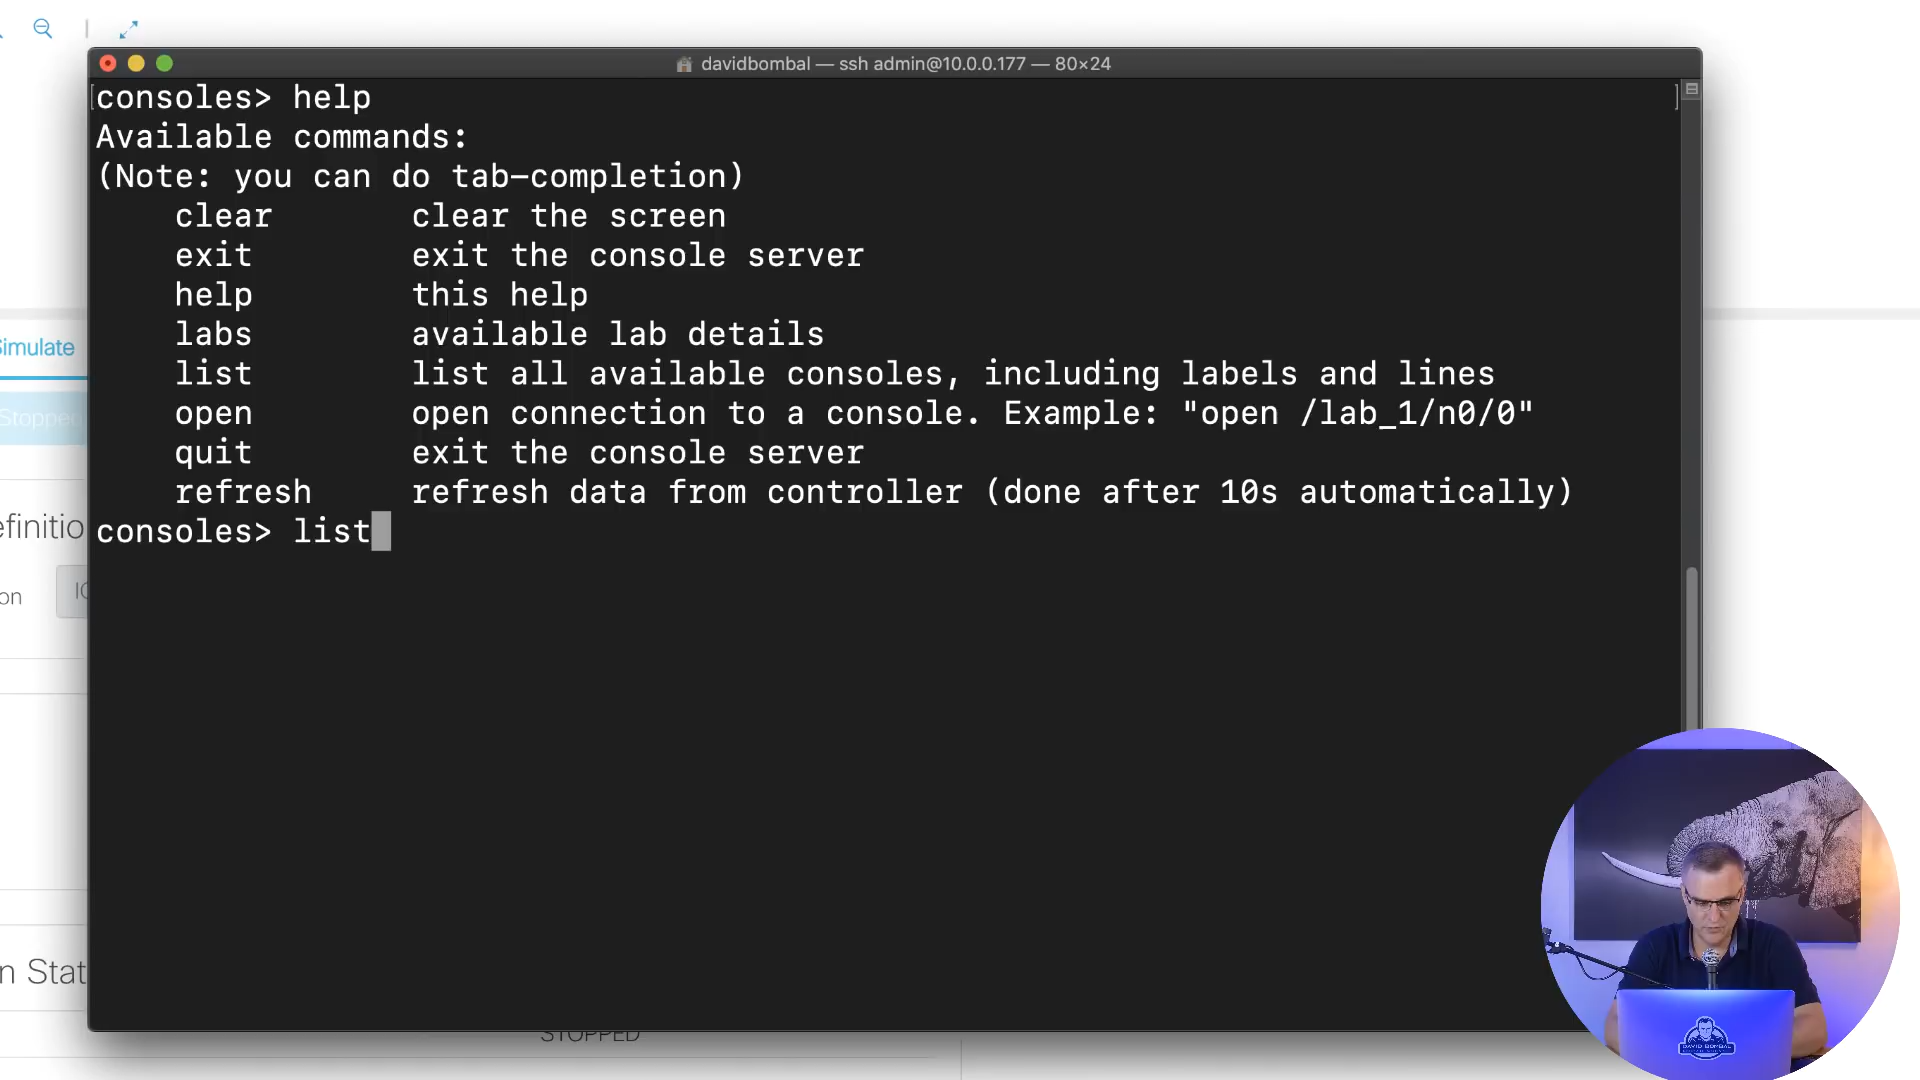 davidbombal — ssh admin@10.0.0.177 — 80×24
[consoles> help ]
Available commands:
(Note: you can do tab-completion)
clear clear the screen
exit exit the console server
help this help
labs available lab details
list list all available consoles, including labels and lines
open open connection to a console. Example: "open /lab_1/n0/0"
quit exit the console server
refresh refresh data from controller (done after 10s automatically)
consoles> list
Simulate
Stopped
efinitio
on
n Stat
STOPPED
DAVID BOMBAL